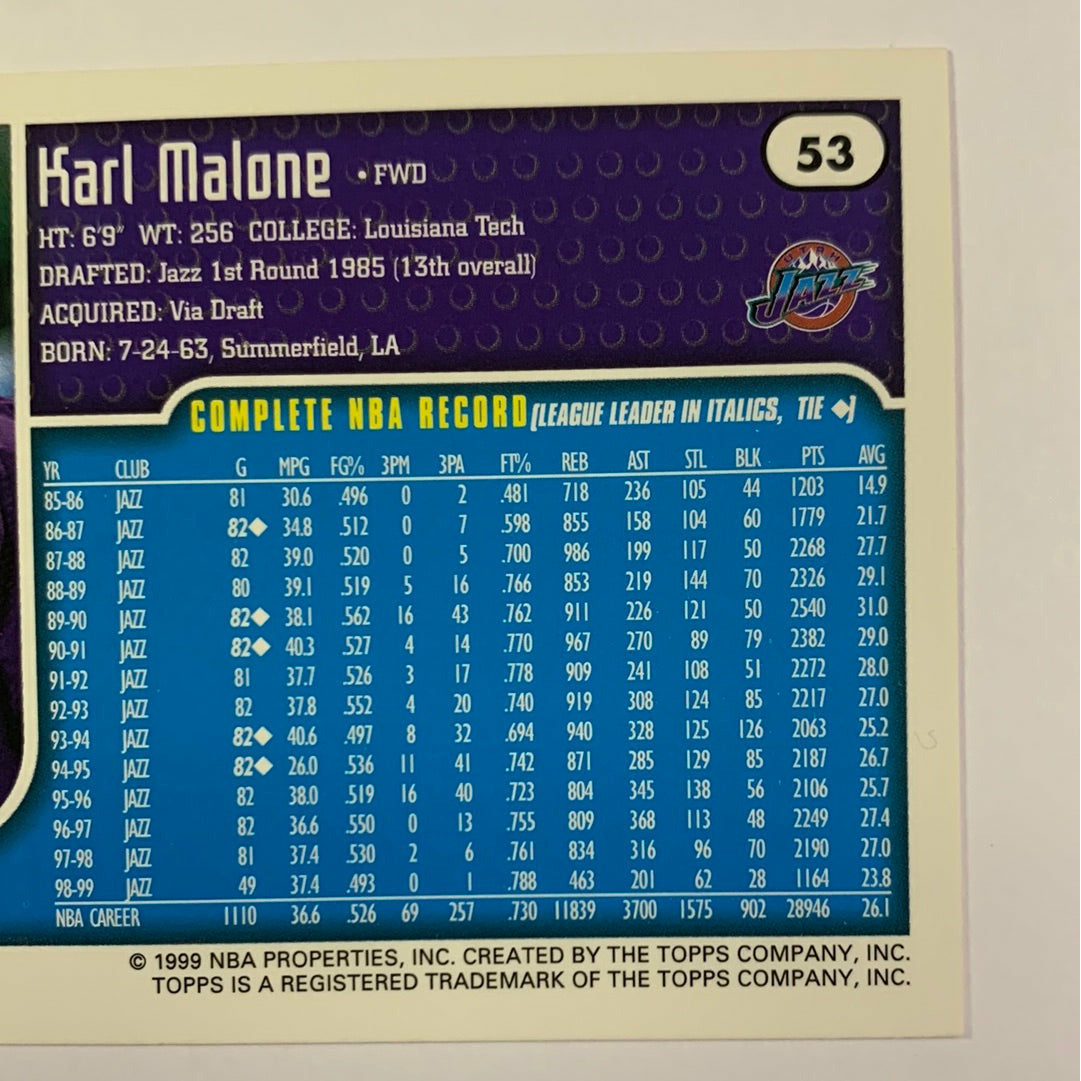 Karl Malone • FWD
53
HT: 6'9" WT: 256 COLLEGE: Louisiana Tech
DRAFTED: Jazz 1st Round 1985 (13th overall)
UTAH
JAZZ
ACQUIRED: Via Draft
BORN: 7-24-63, Summerfield, LA
COMPLETE NBA RECORD (LEAGUE LEADER IN ITALICS, TIE ◆)
YR CLUB G MPG FG% 3PM 3PA FT% REB AST STL BLK PTS AVG
85-86 JAZZ 81 30.6 .496 0 2 .481 718 236 105 44 1203 14.9
86-87 JAZZ 82◆ 34.8 .512 0 7 .598 855 158 104 60 1779 21.7
87-88 JAZZ 82 39.0 .520 0 5 .700 986 199 117 50 2268 27.7
88-89 JAZZ 80 39.1 .519 5 16 .766 853 219 144 70 2326 29.1
89-90 JAZZ 82◆ 38.1 .562 16 43 .762 911 226 121 50 2540 31.0
90-91 JAZZ 82◆ 40.3 .527 4 14 .770 967 270 89 79 2382 29.0
91-92 JAZZ 81 37.7 .526 3 17 .778 909 241 108 51 2272 28.0
92-93 JAZZ 82 37.8 .552 4 20 .740 919 308 124 85 2217 27.0
93-94 JAZZ 82◆ 40.6 .497 8 32 .694 940 328 125 126 2063 25.2
94-95 JAZZ 82◆ 26.0 .536 11 41 .742 871 285 129 85 2187 26.7
95-96 JAZZ 82 38.0 .519 16 40 .723 804 345 138 56 2106 25.7
96-97 JAZZ 82 36.6 .550 0 13 .755 809 368 113 48 2249 27.4
97-98 JAZZ 81 37.4 .530 2 6 .761 834 316 96 70 2190 27.0
98-99 JAZZ 49 37.4 .493 0 1 .788 463 201 62 28 1164 23.8
NBA CAREER 1110 36.6 .526 69 257 .730 11839 3700 1575 902 28946 26.1
© 1999 NBA PROPERTIES, INC. CREATED BY THE TOPPS COMPANY, INC.
TOPPS IS A REGISTERED TRADEMARK OF THE TOPPS COMPANY, INC.